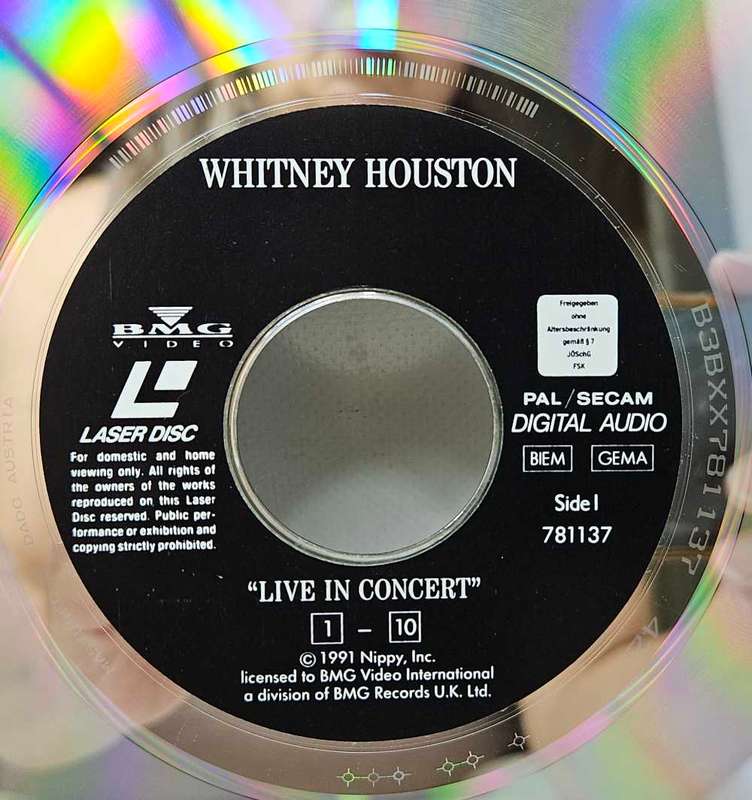 WHITNEY HOUSTON
BMG
VIDEO
LASER DISC
For domestic and home
viewing only. All rights of
the owners of the works
reproduced on this Laser
Disc reserved. Public per-
formance or exhibition and
copying strictly prohibited.
Freigegeben
ohne
Altersbeschränkung
gemäß § 7
JÖSchG
FSK
PAL/SECAM
DIGITAL AUDIO
BIEM GEMA
Side I
781137
"LIVE IN CONCERT"
1 – 10
© 1991 Nippy, Inc.
licensed to BMG Video International
a division of BMG Records U.K. Ltd.
B3BXX781137
DADC AUSTRIA